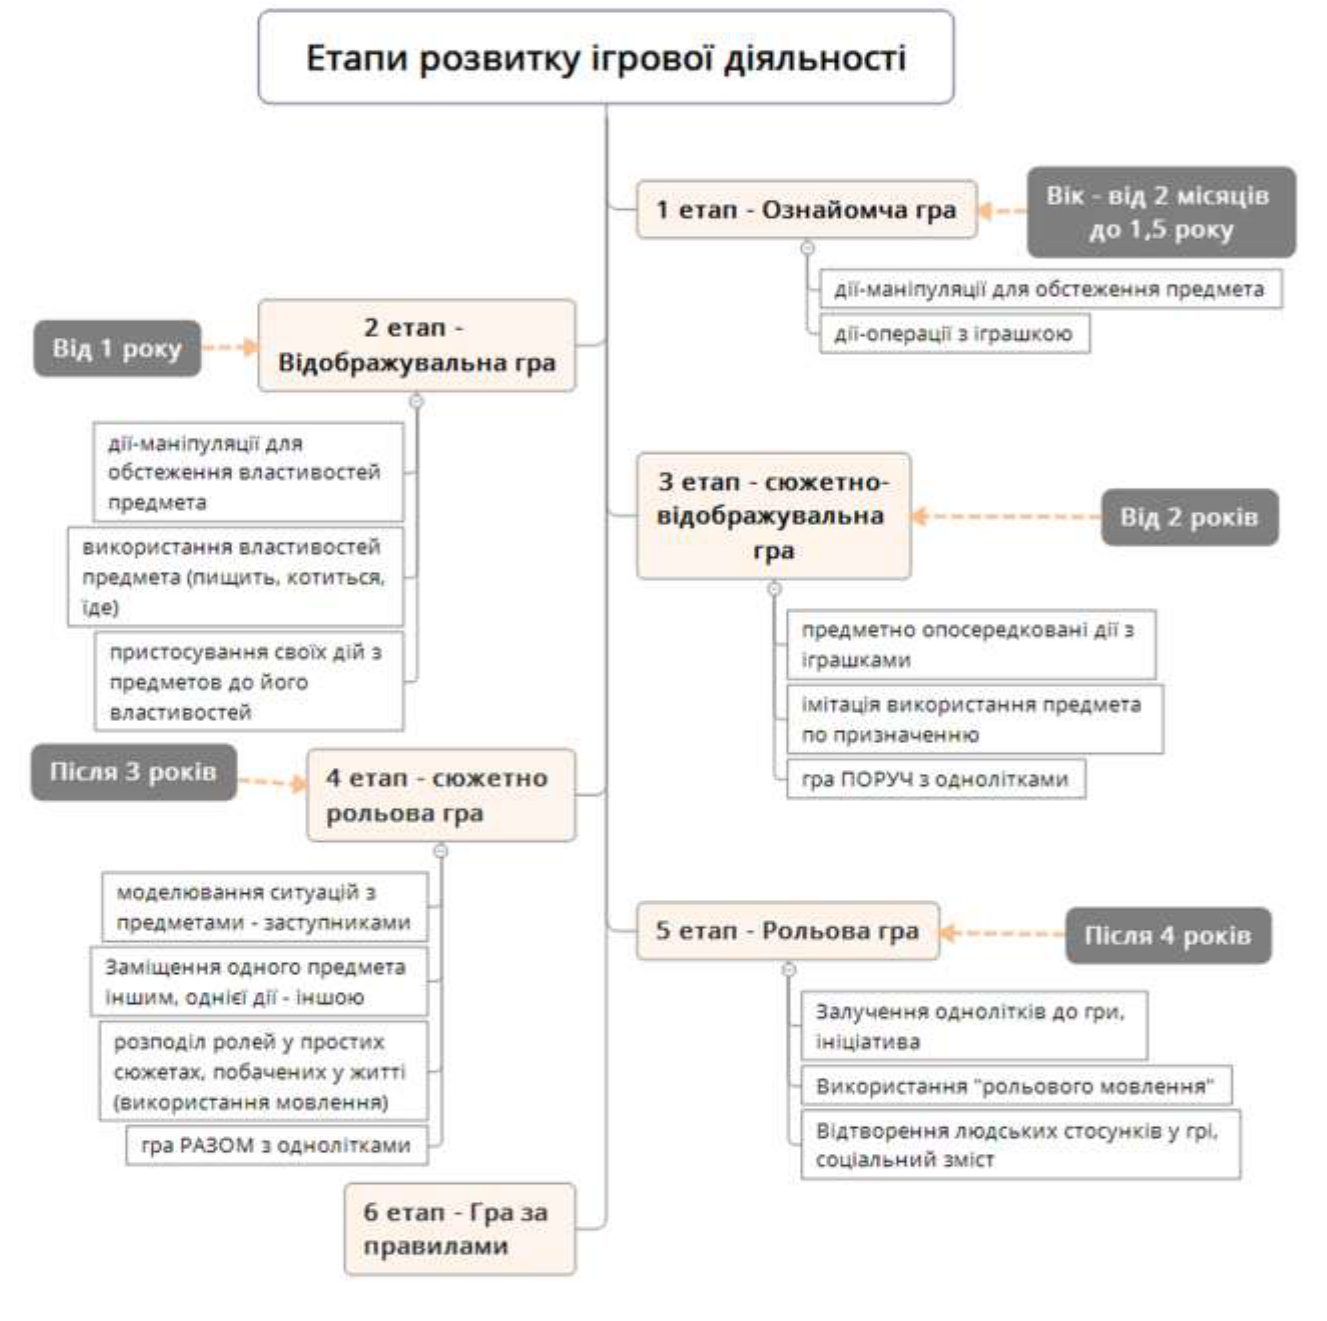 Етапи розвитку ігрової діяльності
1 етап - Ознайомча гра
Вік - від 2 місяців
до 1,5 року
дії-маніпуляції для обстеження предмета
дії-операції з іграшкою
Від 1 року
2 етап -
Відображувальна гра
дії-маніпуляції для
обстеження властивостей
предмета
використання властивостей
предмета (пищить, котиться,
їде)
пристосування своїх дій з
предметов до його
властивостей
3 етап - сюжетно-
відображувальна
гра
Від 2 років
предметно опосередковані дії з
іграшками
імітація використання предмета
по призначенню
гра ПОРУЧ з однолітками
Після 3 років
4 етап - сюжетно
рольова гра
моделювання ситуацій з
предметами - заступниками
Заміщення одного предмета
іншим, однієї дії - іншою
розподіл ролей у простих
сюжетах, побачених у житті
(використання мовлення)
гра РАЗОМ з однолітками
5 етап - Рольова гра
Після 4 років
Залучення однолітків до гри,
ініціатива
Використання "рольового мовлення"
Відтворення людських стосунків у грі,
соціальний зміст
6 етап - Гра за
правилами